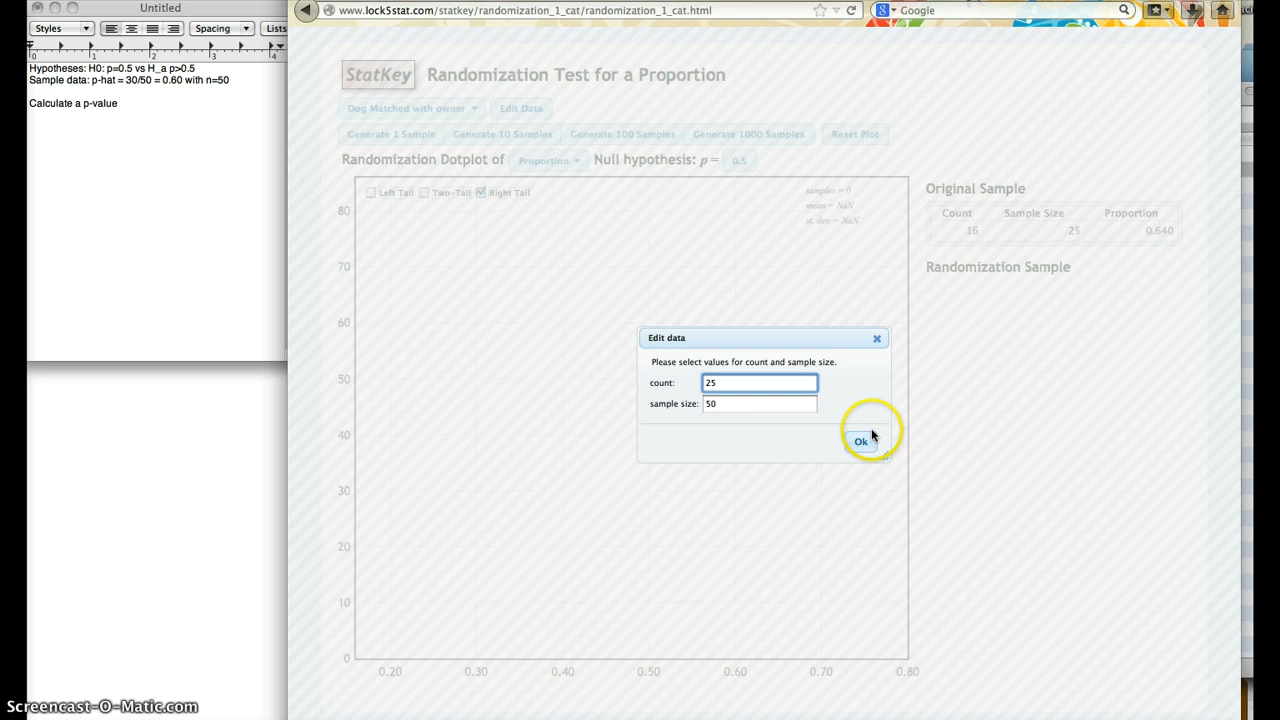 Untitled
Styles Spacing Lists
0 1 2 3 4
Hypotheses: H0: p=0.5 vs H_a p>0.5
Sample data: p-hat = 30/50 = 0.60 with n=50
Calculate a p-value
www.lock5stat.com/statkey/randomization_1_cat/randomization_1_cat.html
Google
StatKey Randomization Test for a Proportion
Dog Matched with owner Edit Data
Generate 1 Sample Generate 10 Samples Generate 100 Samples Generate 1000 Samples Reset Plot
Randomization Dotplot of Proportion Null hypothesis: p = 0.5
Left Tail Two-Tail Right Tail
samples = 0
mean = NaN
st. dev. = NaN
80
70
60
50
40
30
20
10
0
0.20 0.30 0.40 0.50 0.60 0.70 0.80
Original Sample
Count Sample Size Proportion
16 25 0.640
Randomization Sample
Edit data
Please select values for count and sample size.
count: 25
sample size: 50
Ok
Screencast-O-Matic.com